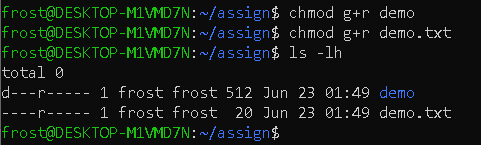 frost@DESKTOP-M1VMD7N:~/assign$ chmod g+r demo
frost@DESKTOP-M1VMD7N:~/assign$ chmod g+r demo.txt
frost@DESKTOP-M1VMD7N:~/assign$ ls -lh
total 0
d---r----- 1 frost frost 512 Jun 23 01:49 demo
----r----- 1 frost frost  20 Jun 23 01:49 demo.txt
frost@DESKTOP-M1VMD7N:~/assign$